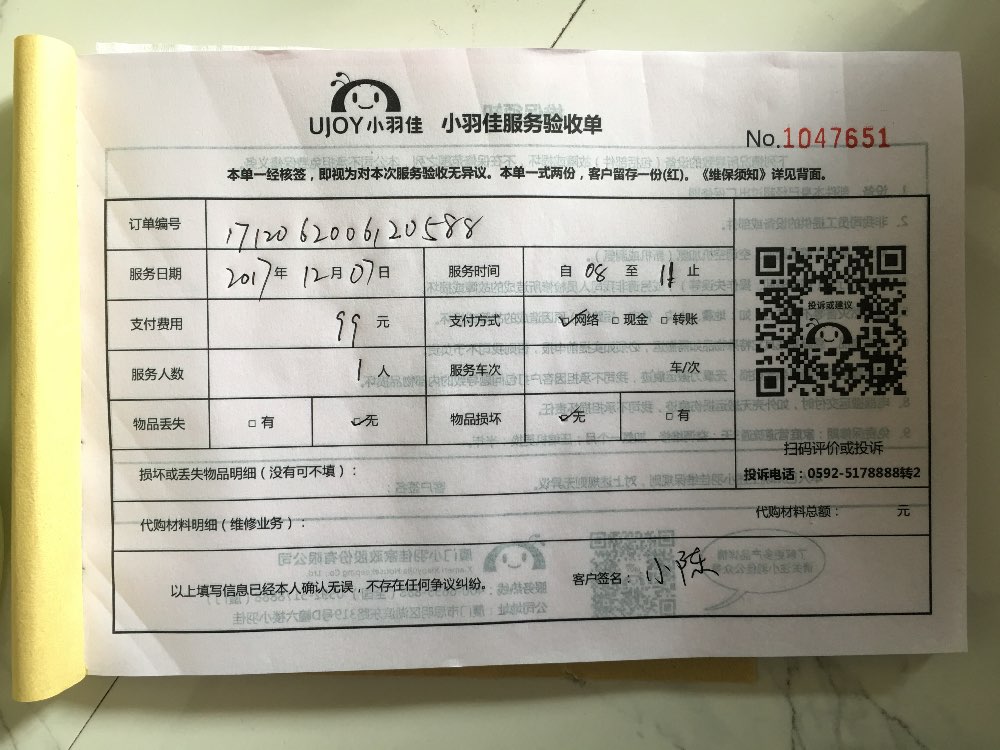 UJOY小羽佳 小羽佳服务验收单
No.1047651
本单一经核签，即视为对本次服务验收无异议。本单一式两份，客户留存一份(红)。《维保须知》详见背面。
订单编号 1712062006120588
服务日期 2017年 12月 07日 服务时间 自 08 至 11 止
支付费用 99 元 支付方式 ☑网络 □现金 □转账
服务人数 1 人 服务车次 车/次
物品丢失 □有 ☑无 物品损坏 ☑无 □有
投诉或建议
扫码评价或投诉
投诉电话：0592-5178888转2
损坏或丢失物品明细（没有可不填）：
代购材料明细（维修业务）：
代购材料总额： 元
以上填写信息已经本人确认无误，不存在任何争议纠纷。
客户签名：小陈